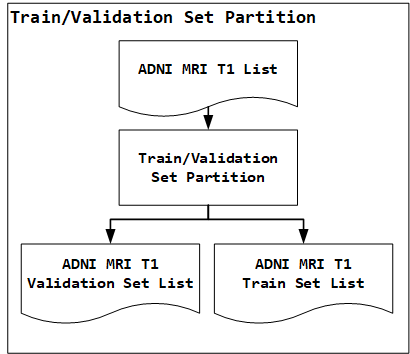 Train/Validation Set Partition
ADNI MRI T1 List
Train/Validation
Set Partition
ADNI MRI T1
Validation Set List
ADNI MRI T1
Train Set List